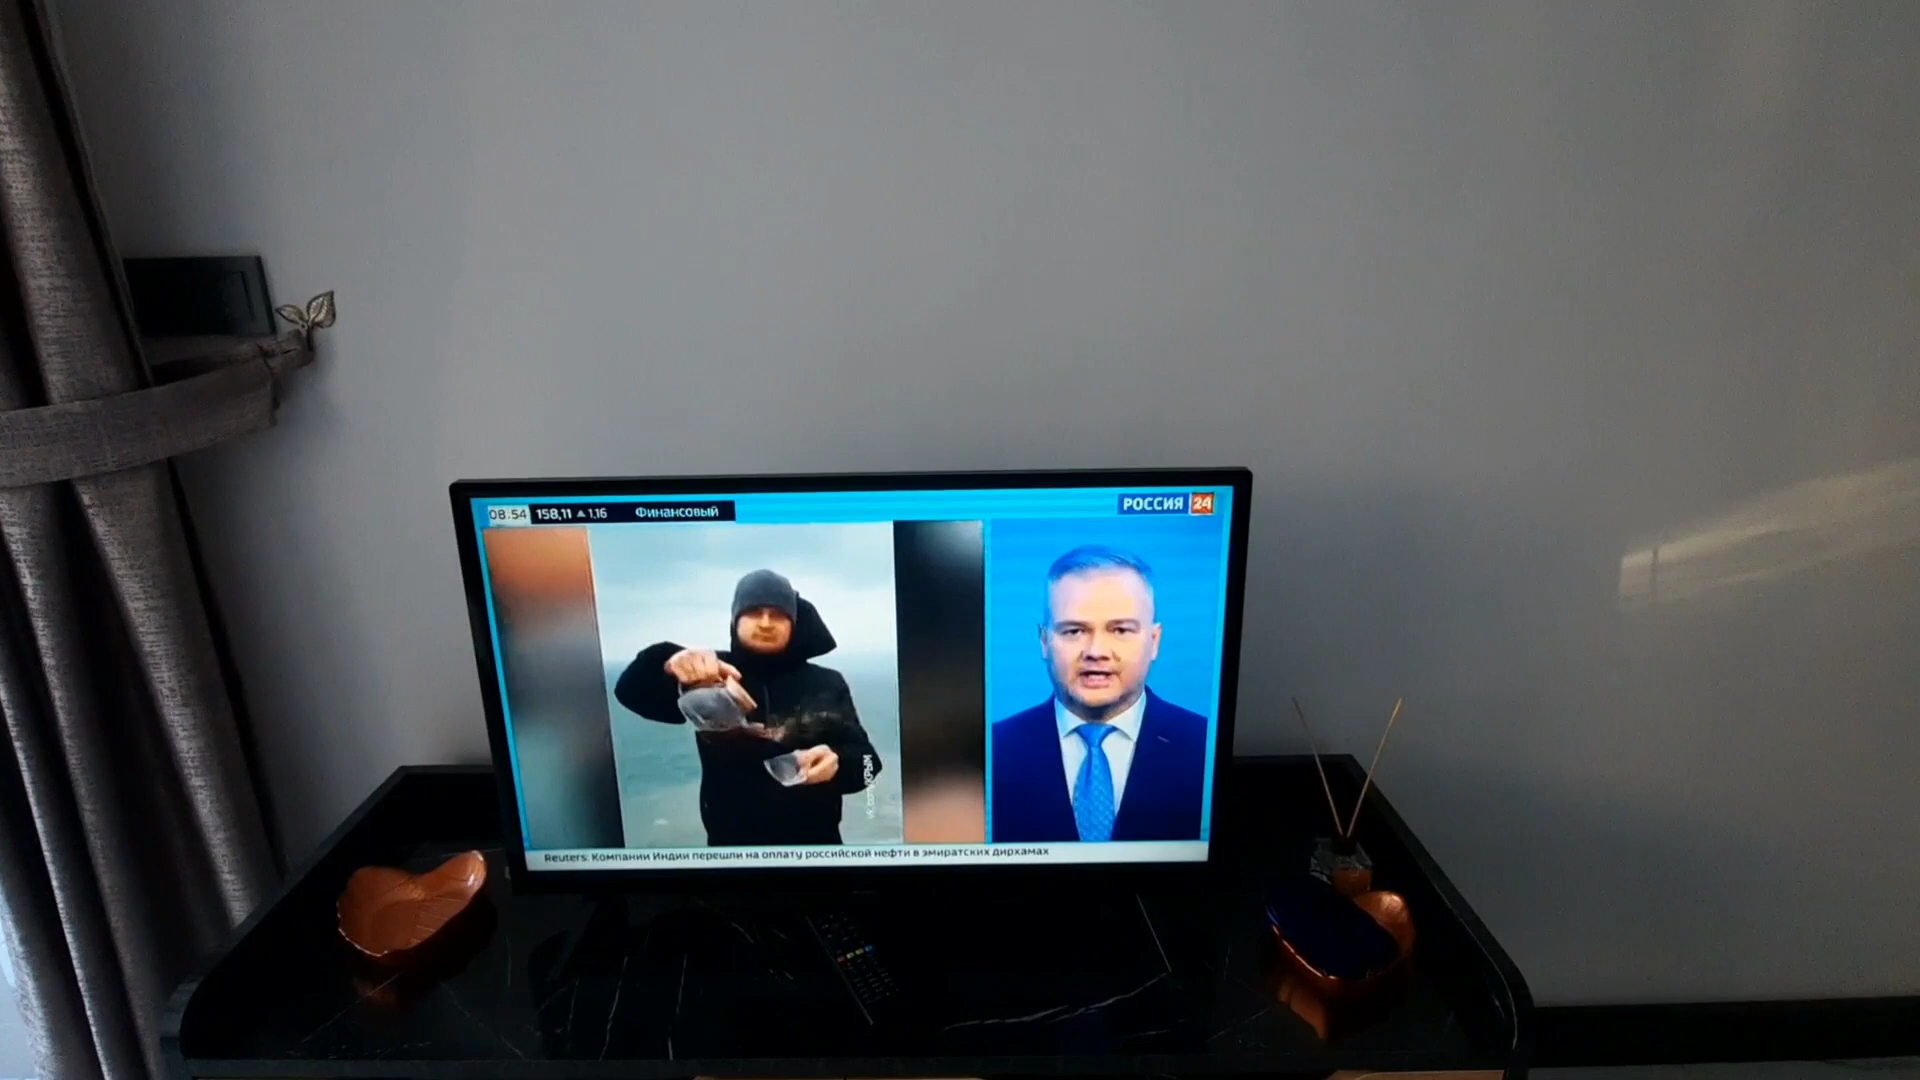 08:54 158,11 ▲ 1,16 Финансовый
РОССИЯ 24
КРЫМ
Reuters: Компании Индии перешли на оплату российской нефти в эмиратских дирхамах